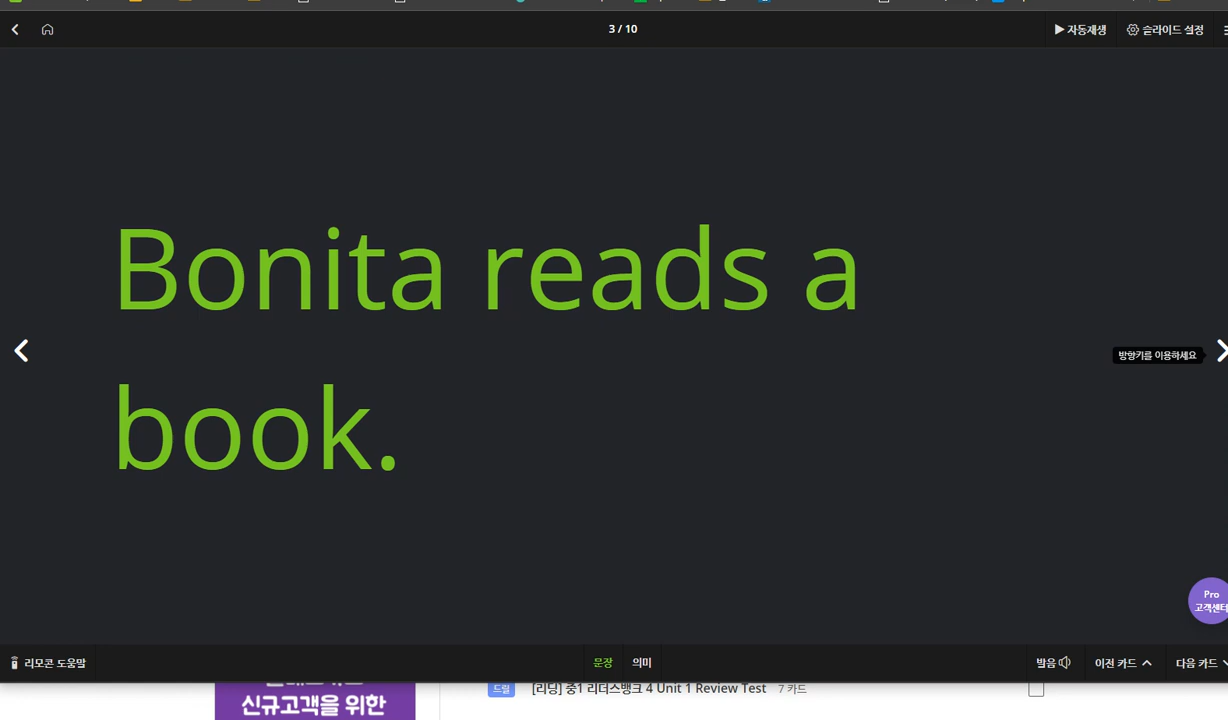 3 / 10
▶ 자동재생
슬라이드 설정
Bonita reads a
book.
방향키를 이용하세요
Pro
고객센터
리모콘 도움말
문장
의미
발음
이전 카드
다음 카드
신규고객을 위한
드릴
[리딩] 중1 리더스뱅크 4 Unit 1 Review Test
7 카드